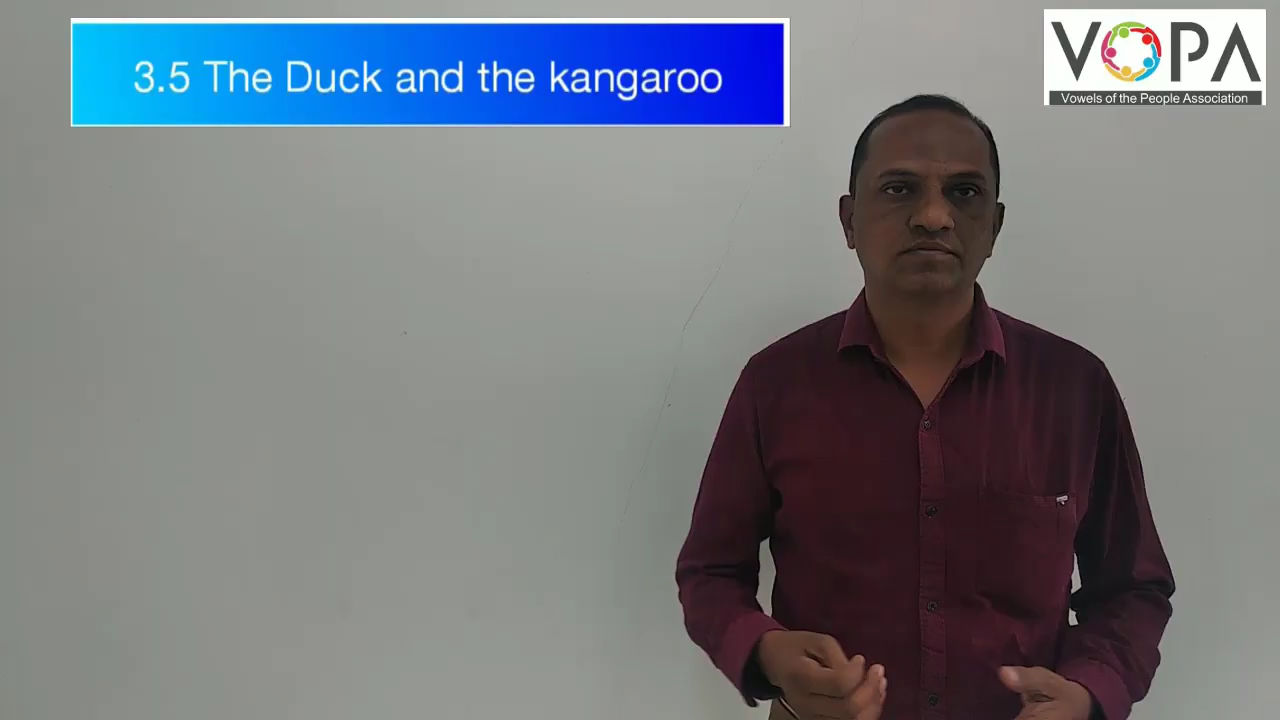 3.5 The Duck and the kangaroo
VOPA
Vowels of the People Association